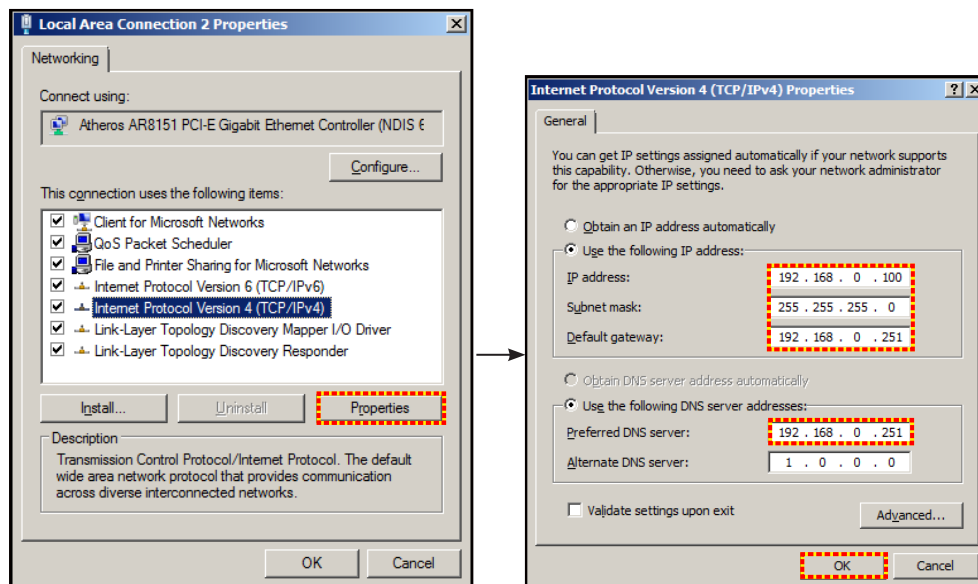 Local Area Connection 2 Properties
Networking
Connect using:
Atheros AR8151 PCI-E Gigabit Ethernet Controller (NDIS 6
Configure...
This connection uses the following items:
Client for Microsoft Networks
QoS Packet Scheduler
File and Printer Sharing for Microsoft Networks
Internet Protocol Version 6 (TCP/IPv6)
Internet Protocol Version 4 (TCP/IPv4)
Link-Layer Topology Discovery Mapper I/O Driver
Link-Layer Topology Discovery Responder
Install...
Uninstall
Properties
Description
Transmission Control Protocol/Internet Protocol. The default
wide area network protocol that provides communication
across diverse interconnected networks.
OK
Cancel
Internet Protocol Version 4 (TCP/IPv4) Properties
General
You can get IP settings assigned automatically if your network supports
this capability. Otherwise, you need to ask your network administrator
for the appropriate IP settings.
Obtain an IP address automatically
Use the following IP address:
IP address: 192 . 168 . 0 . 100
Subnet mask: 255 . 255 . 255 . 0
Default gateway: 192 . 168 . 0 . 251
Obtain DNS server address automatically
Use the following DNS server addresses:
Preferred DNS server: 192 . 168 . 0 . 251
Alternate DNS server: 1 . 0 . 0 . 0
Validate settings upon exit
Advanced...
OK
Cancel